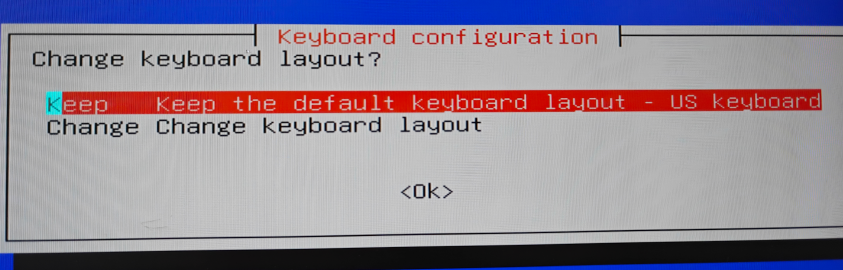 Keyboard configuration
Change keyboard layout?
Keep Keep the default keyboard layout - US keyboard
Change Change keyboard layout
<Ok>